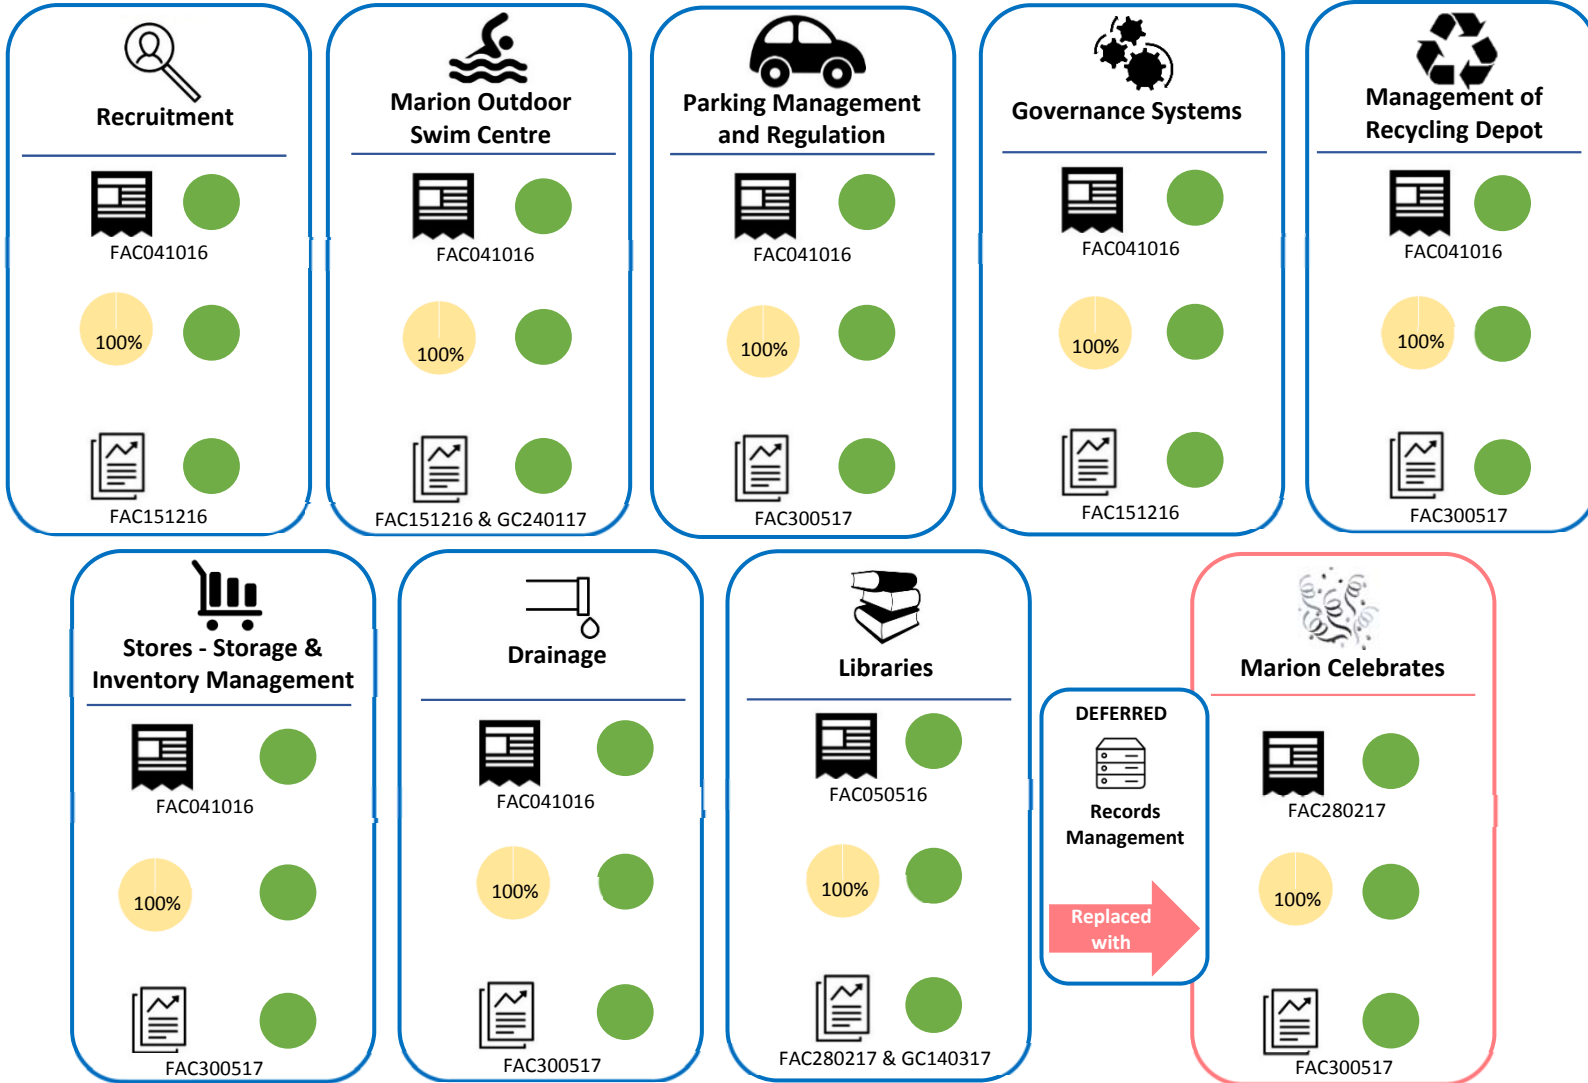 Recruitment
FAC041016
100%
FAC151216
Marion Outdoor
Swim Centre
FAC041016
100%
FAC151216 & GC240117
Parking Management
and Regulation
FAC041016
100%
FAC300517
Governance Systems
FAC041016
100%
FAC151216
Management of
Recycling Depot
FAC041016
100%
FAC300517
Stores - Storage &
Inventory Management
FAC041016
100%
FAC300517
Drainage
FAC041016
100%
FAC300517
Libraries
FAC050516
100%
FAC280217 & GC140317
DEFERRED
Records
Management
Replaced
with
Marion Celebrates
FAC280217
100%
FAC300517